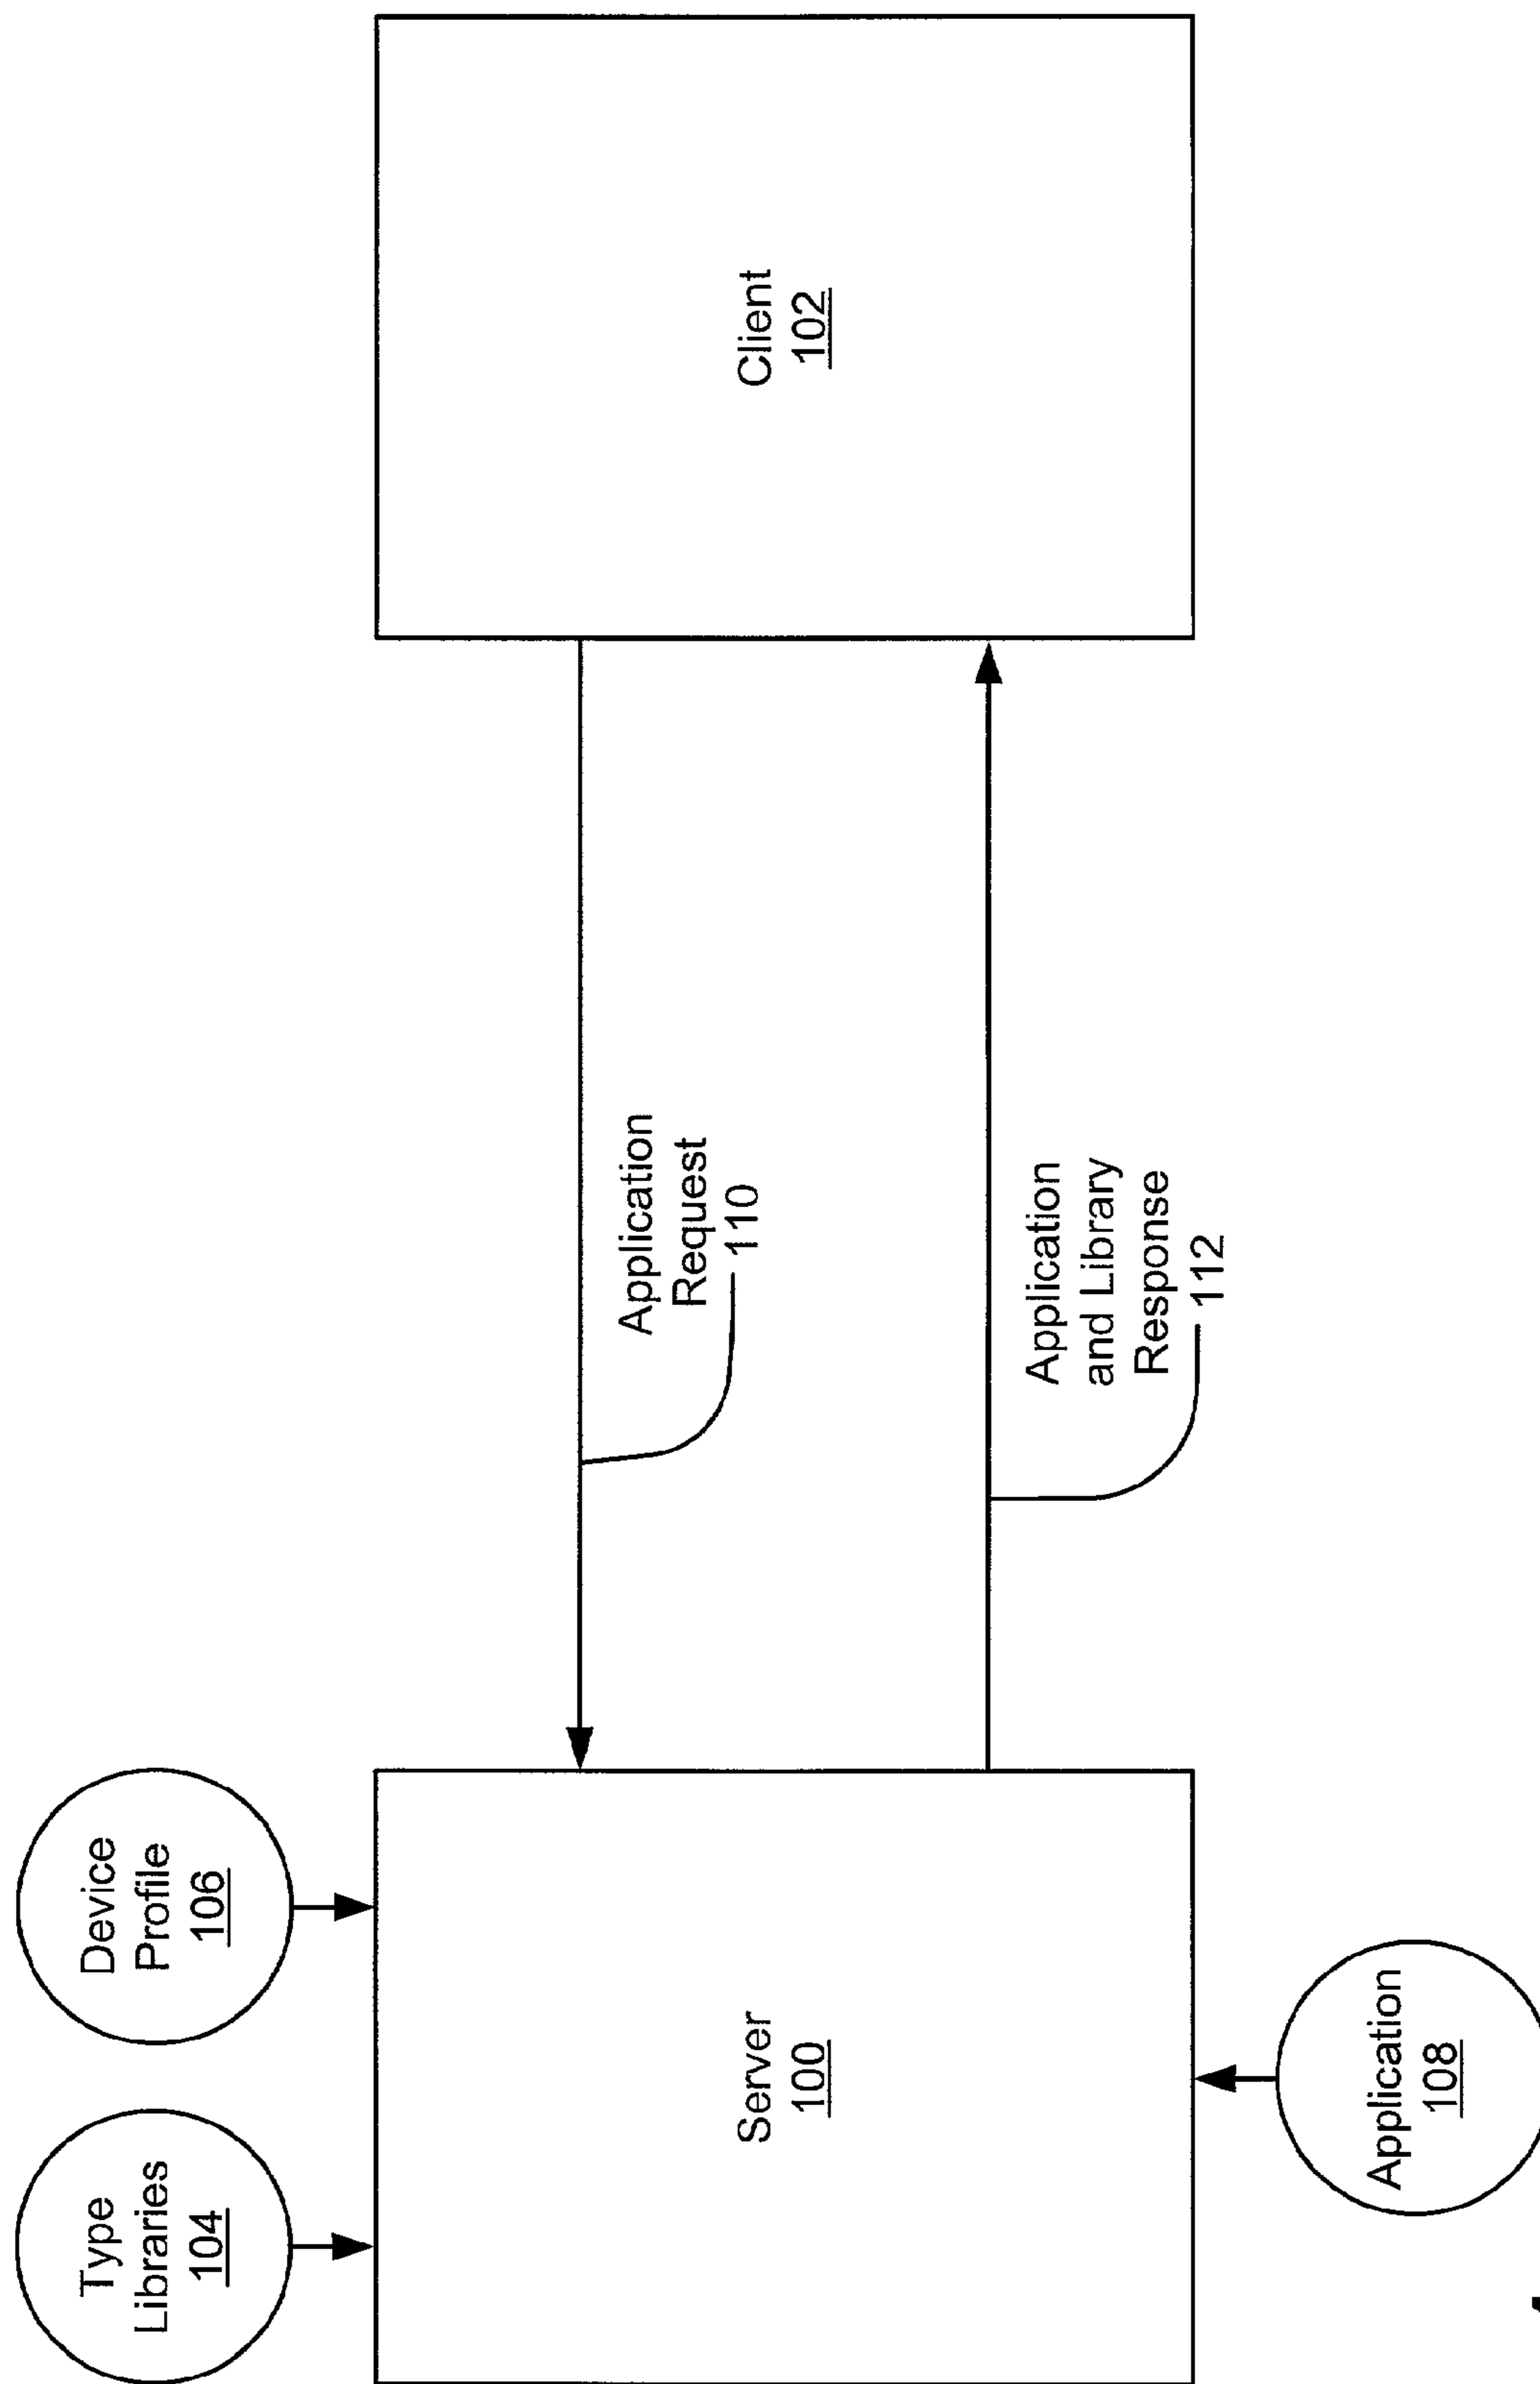 Type
Libraries
104
Device
Profile
106
Server
100
Application
108
Application
Request
110
Application
and Library
Response
112
Client
102